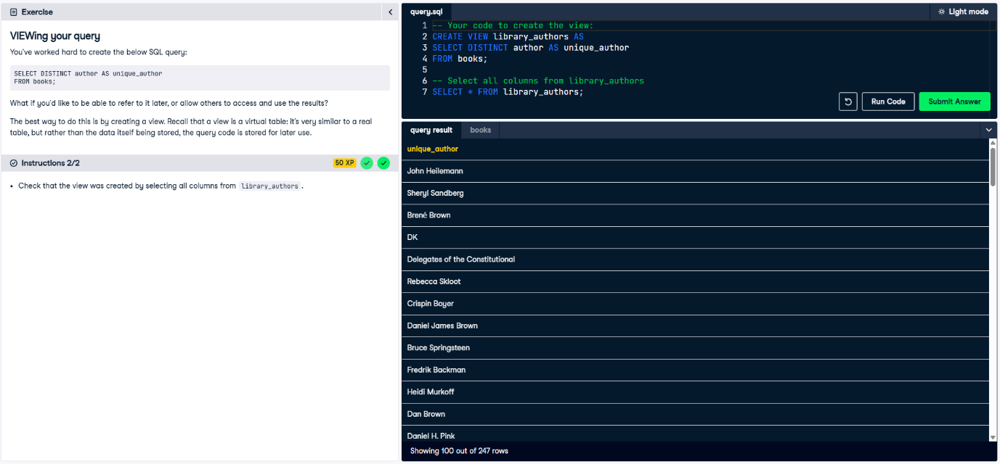 Exercise
VIEWing your query
You've worked hard to create the below SQL query:
SELECT DISTINCT author AS unique_author
FROM books;
What if you'd like to be able to refer to it later, or allow others to access and use the results?
The best way to do this is by creating a view. Recall that a view is a virtual table: it's very similar to a real
table, but rather than the data itself being stored, the query code is stored for later use.
Instructions 2/2
50 XP
• Check that the view was created by selecting all columns from library_authors.
query.sql
Light mode
1 -- Your code to create the view:
2 CREATE VIEW library_authors AS
3 SELECT DISTINCT author AS unique_author
4 FROM books;
5
6 -- Select all columns from library_authors
7 SELECT * FROM library_authors;
Run Code
Submit Answer
query result
books
unique_author
John Heilemann
Sheryl Sandberg
Brené Brown
DK
Delegates of the Constitutional
Rebecca Skloot
Crispin Boyer
Daniel James Brown
Bruce Springsteen
Fredrik Backman
Heidi Murkoff
Dan Brown
Daniel H. Pink
Showing 100 out of 247 rows